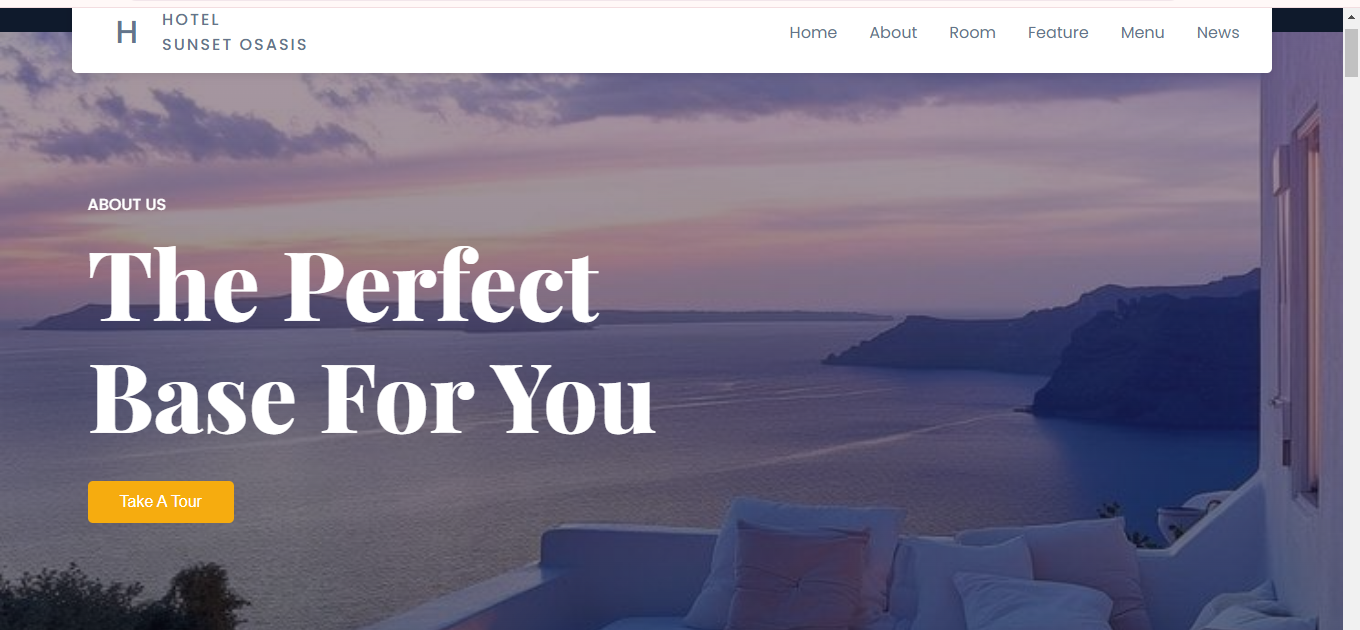 H
HOTEL
SUNSET OSASIS
Home About Room Feature Menu News
ABOUT US
The Perfect
Base For You
Take A Tour